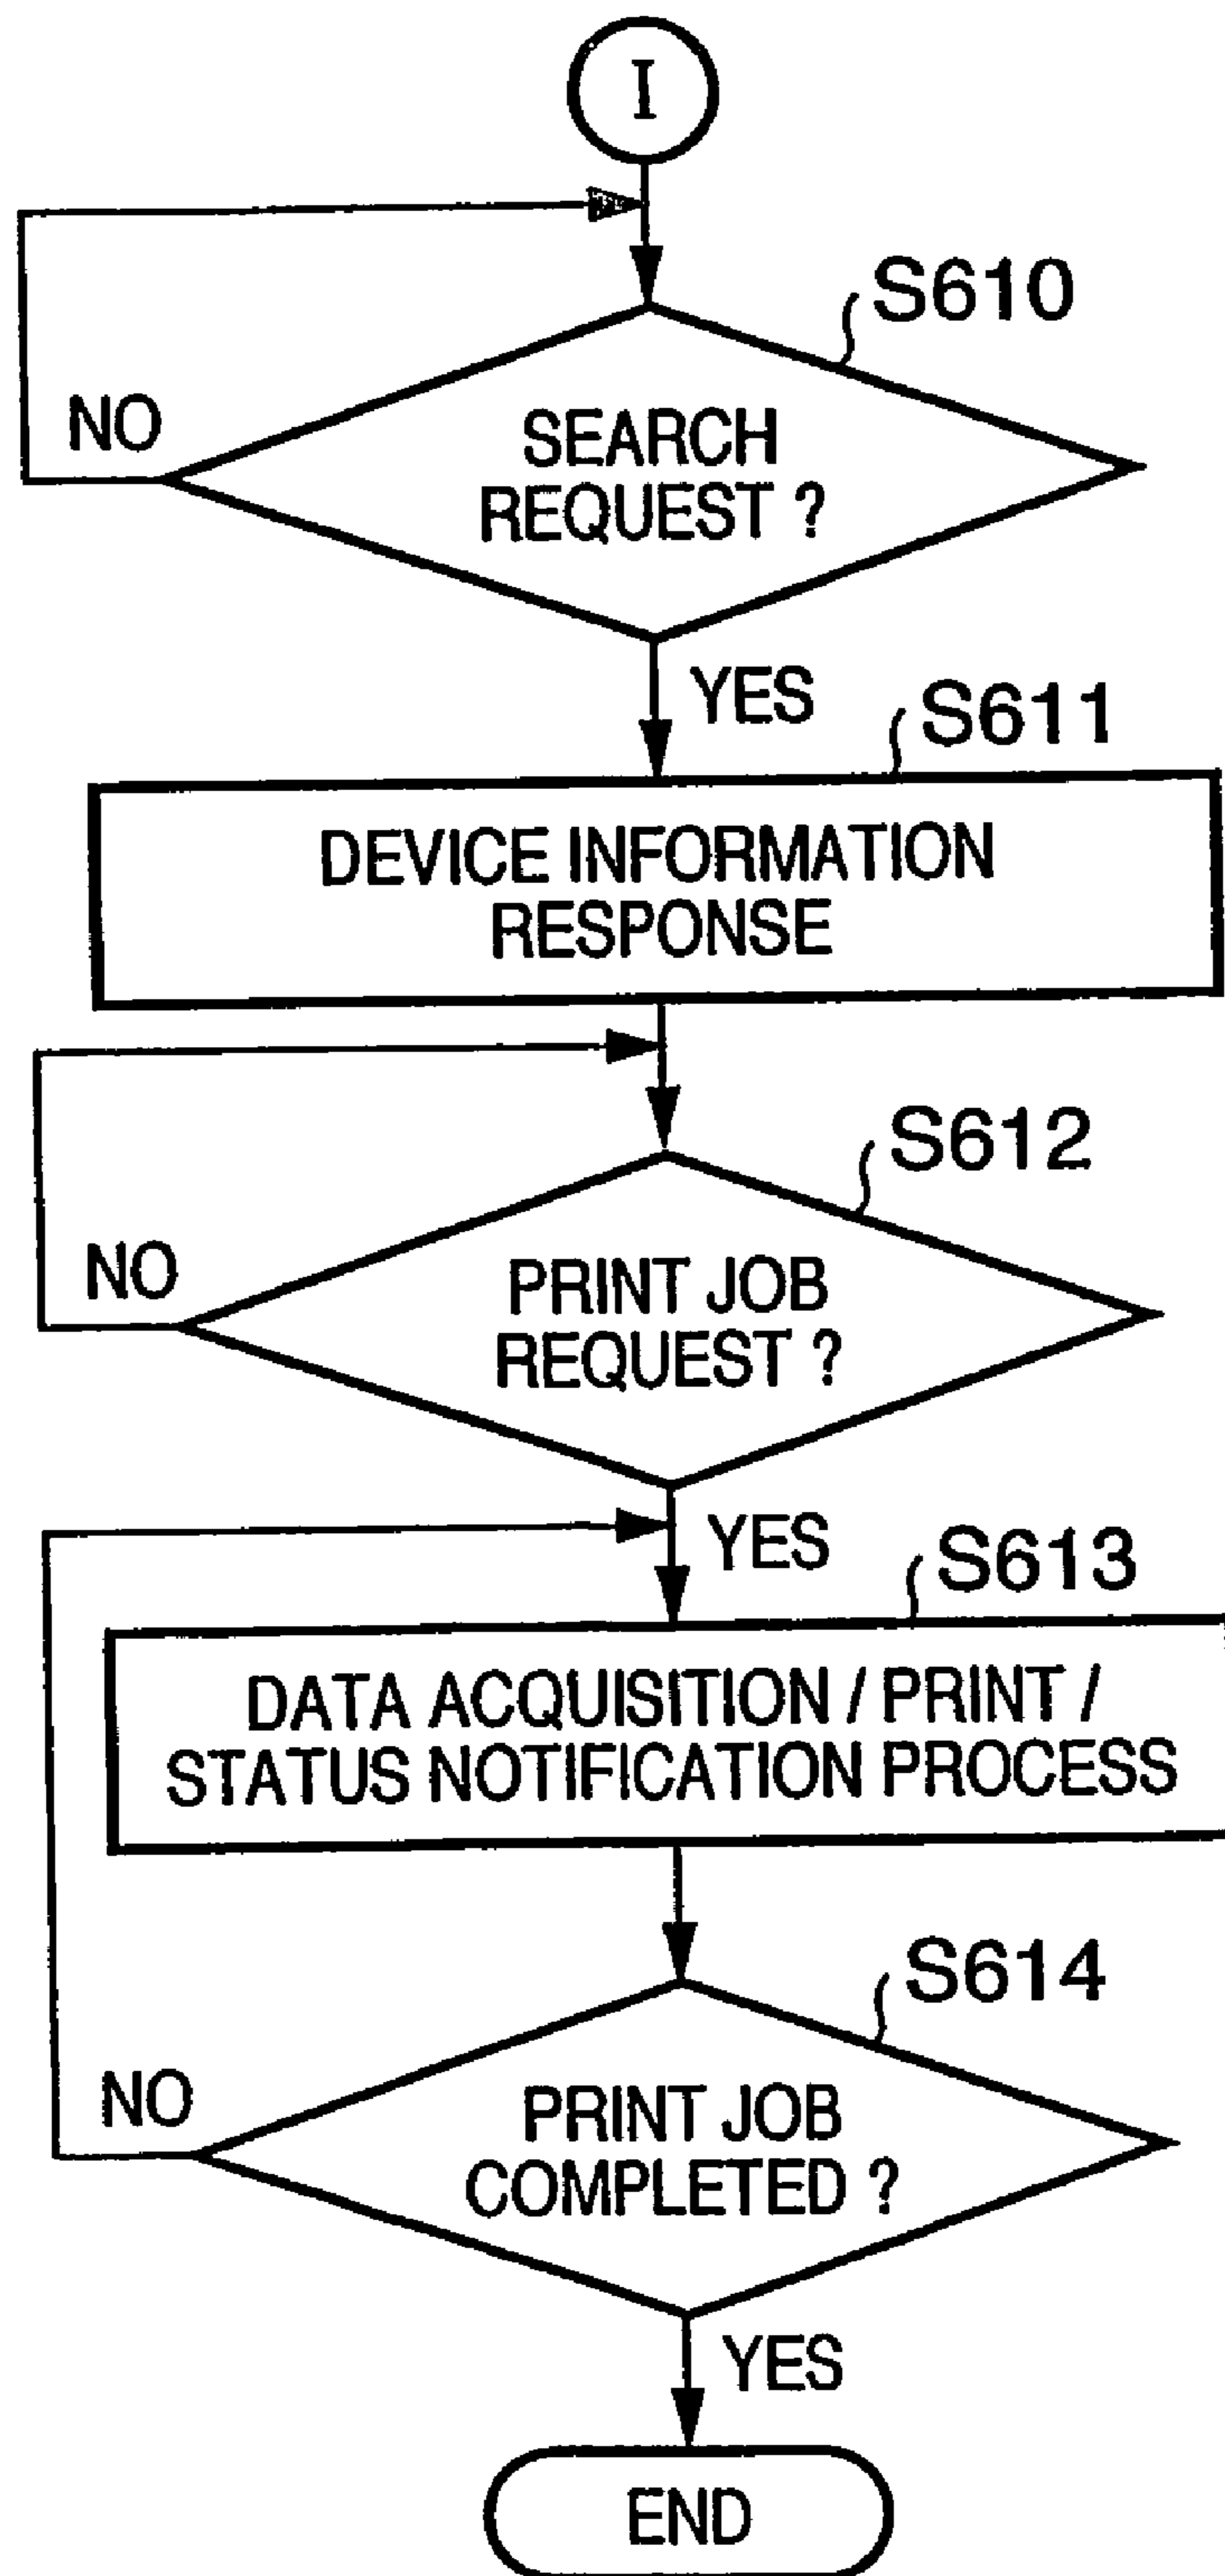 I
S610
SEARCH
REQUEST ?
NO
YES
S611
DEVICE INFORMATION
RESPONSE
S612
PRINT JOB
REQUEST ?
NO
YES
S613
DATA ACQUISITION / PRINT /
STATUS NOTIFICATION PROCESS
S614
PRINT JOB
COMPLETED ?
NO
YES
END